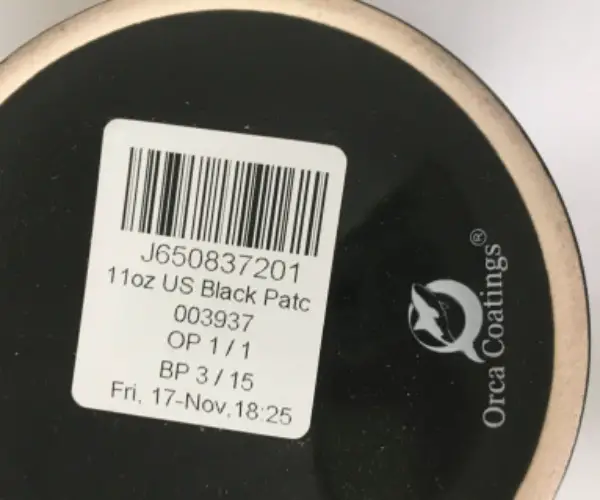 J650837201
11oz US Black Patc
003937
OP 1 / 1
BP 3 / 15
Fri, 17-Nov,18:25
Orca Coatings®